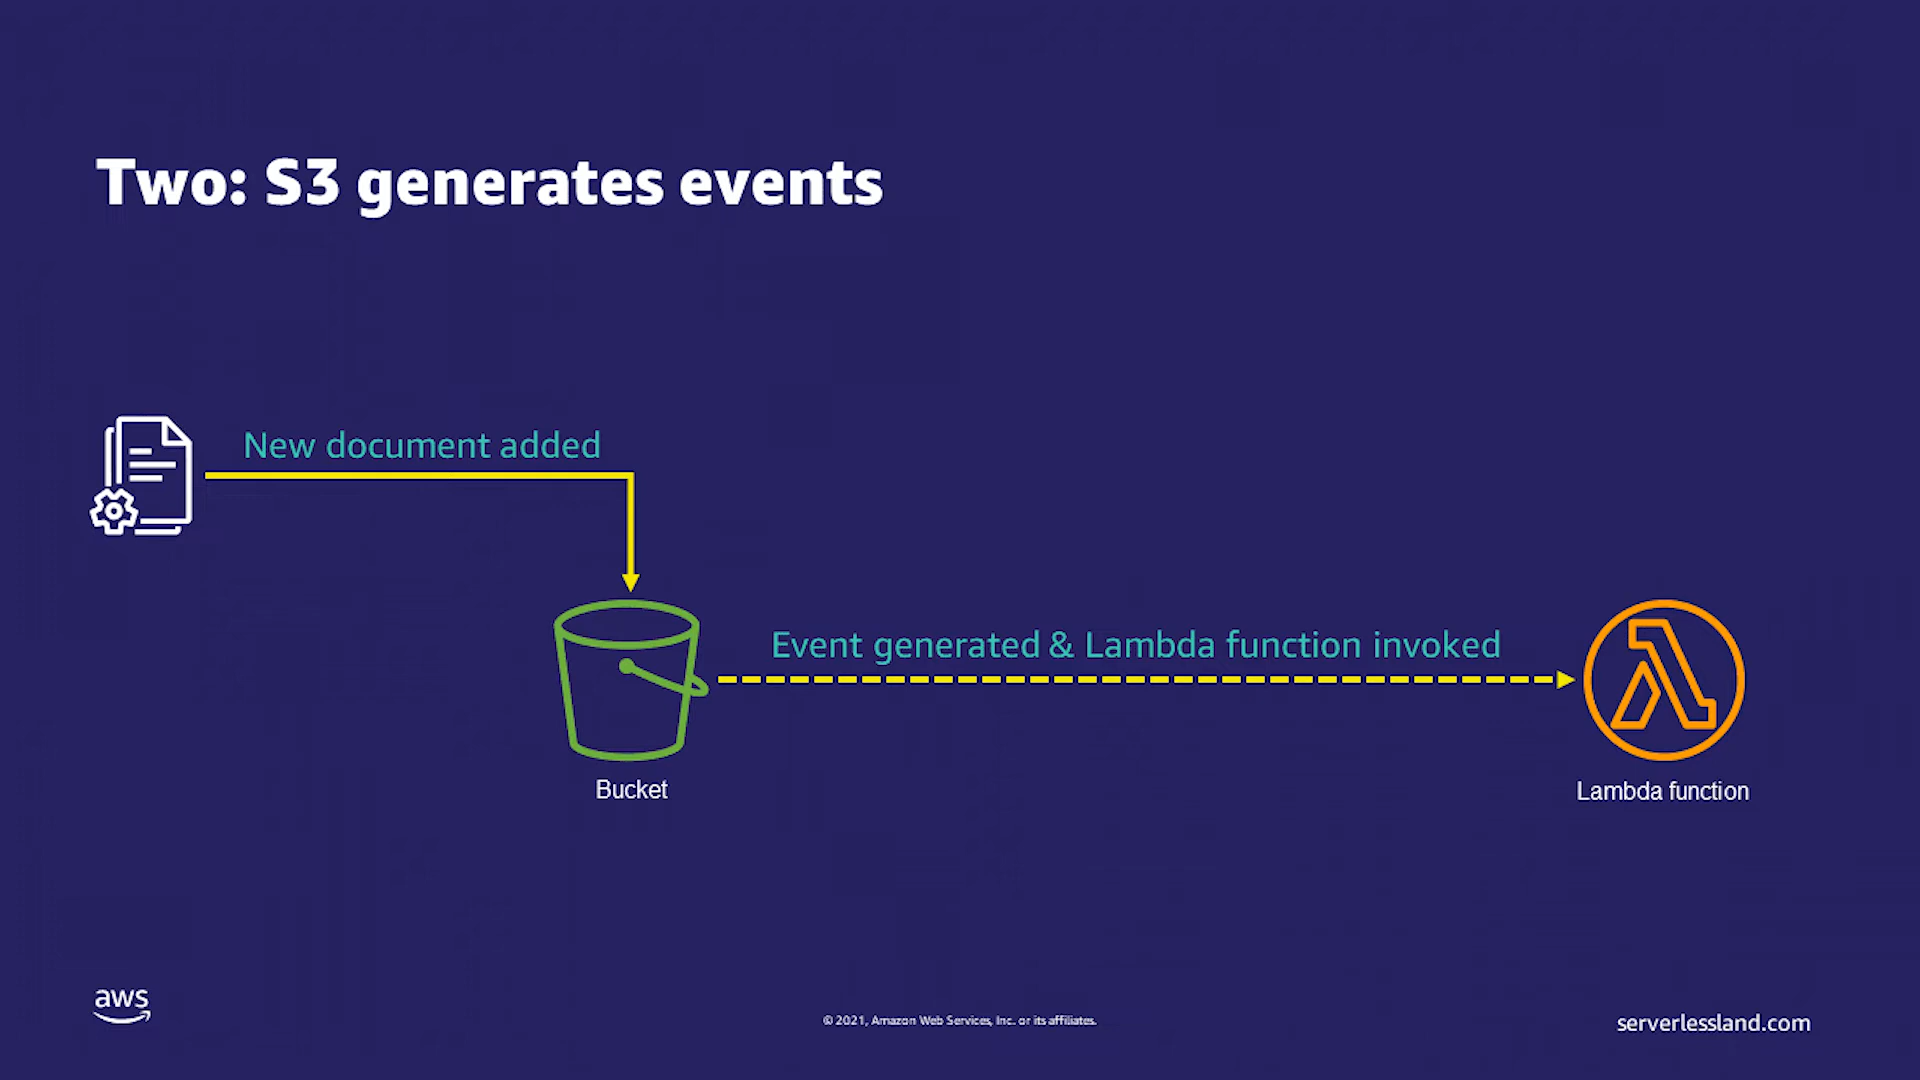 Two: S3 generates events
New document added
Event generated & Lambda function invoked
Bucket
Lambda function
aws
© 2021, Amazon Web Services, Inc. or its affiliates.
serverlessland.com